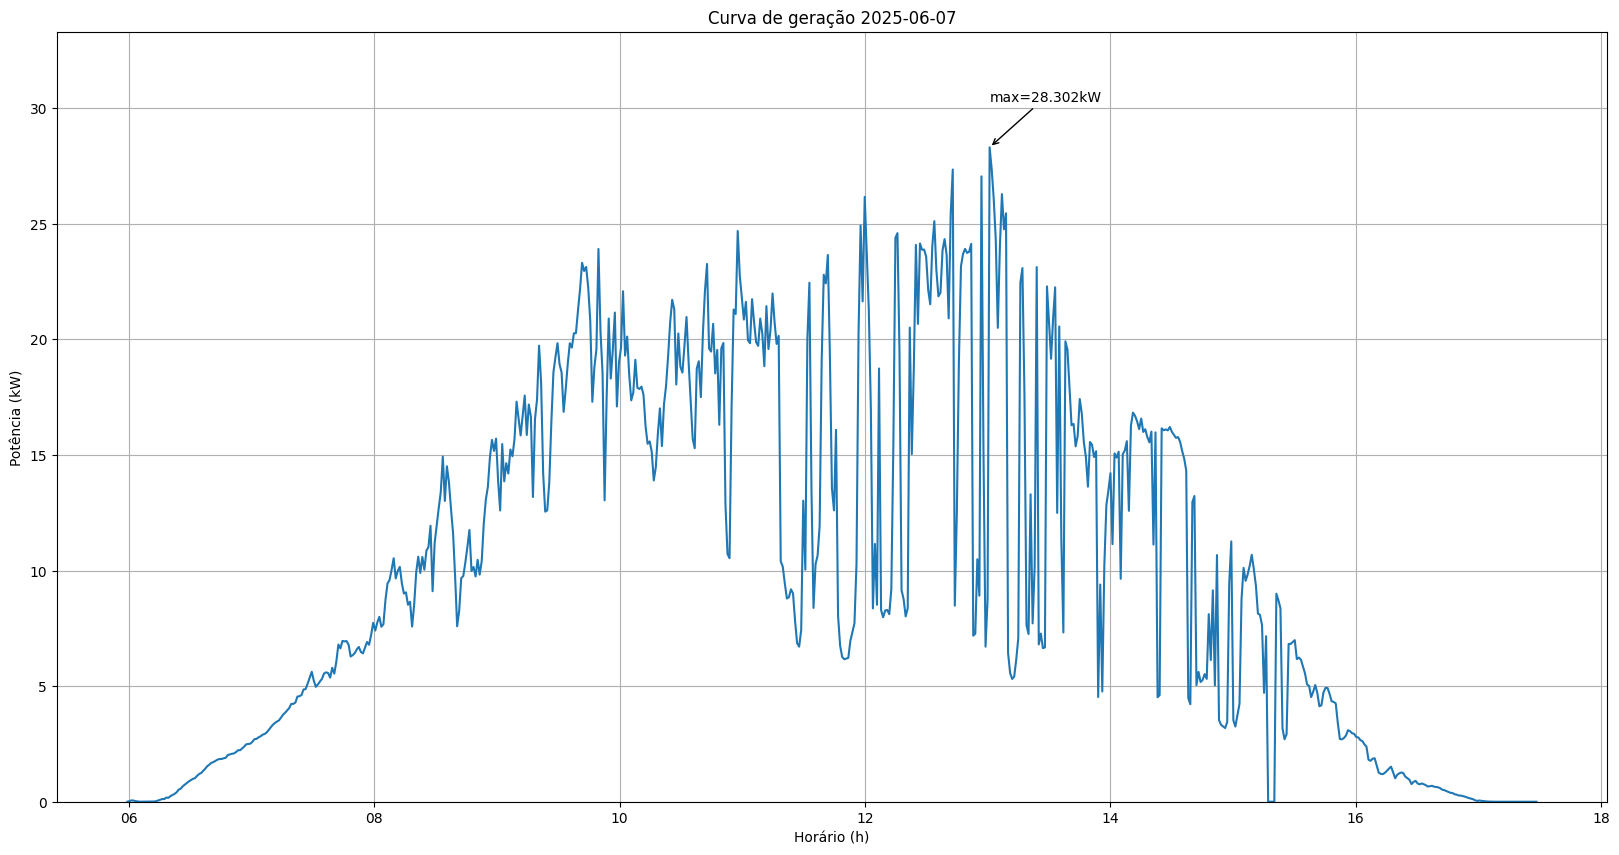 Curva de geração 2025-06-07
max=28.302kW
30
25
20
15
10
5
0
Potência (kW)
06 08 10 12 14 16 18
Horário (h)